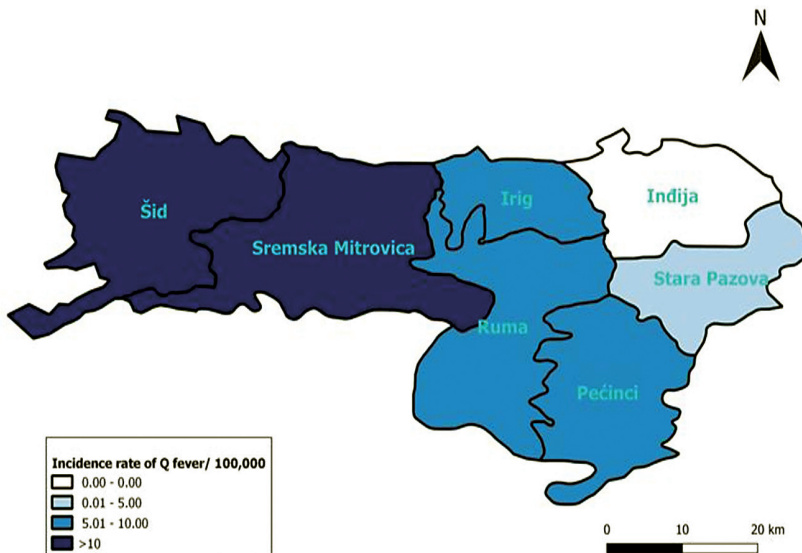 N
Šid
Sremska Mitrovica
Irig
Inđija
Stara Pazova
Ruma
Pećinci
Incidence rate of Q fever/ 100,000
0.00 - 0.00
0.01 - 5.00
5.01 - 10.00
>10
0 10 20 km